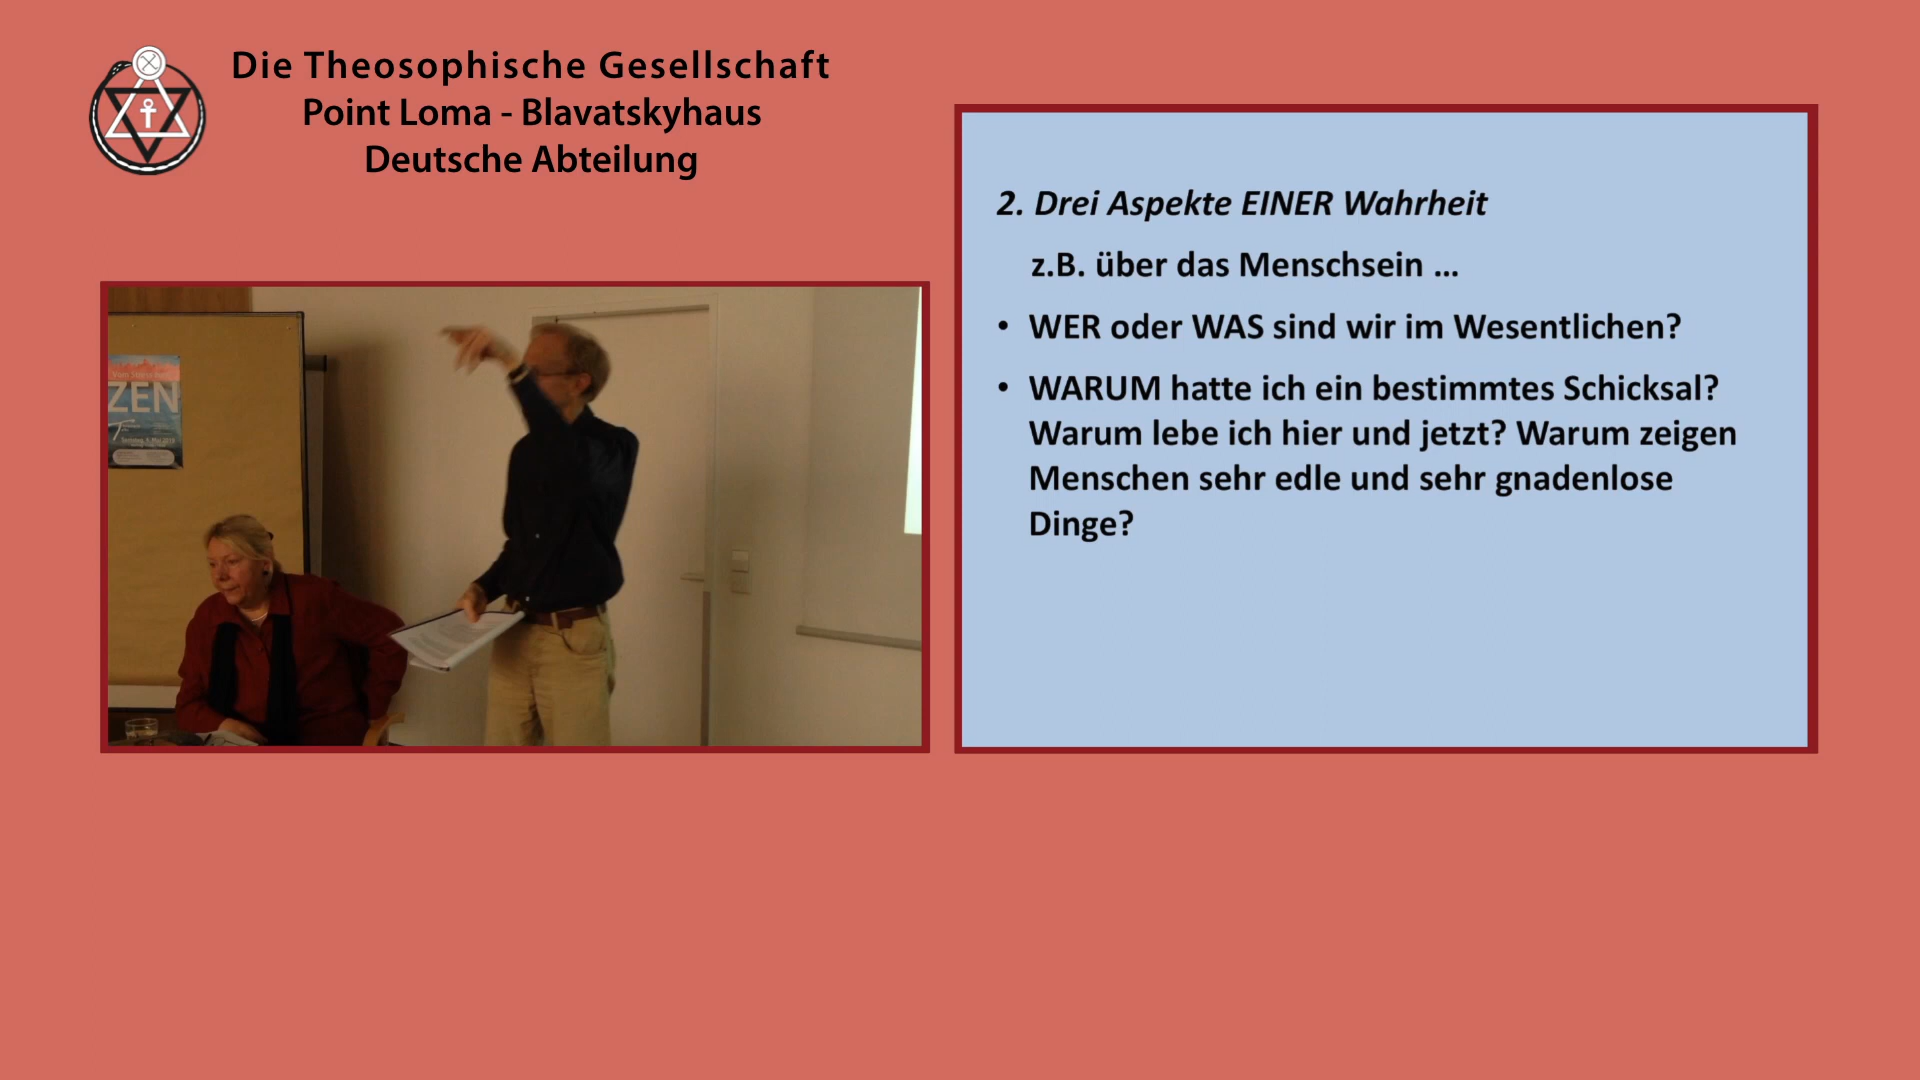 Die Theosophische Gesellschaft
Point Loma - Blavatskyhaus
Deutsche Abteilung
2. Drei Aspekte EINER Wahrheit
z.B. über das Menschsein ...
• WER oder WAS sind wir im Wesentlichen?
• WARUM hatte ich ein bestimmtes Schicksal?
Warum lebe ich hier und jetzt? Warum zeigen
Menschen sehr edle und sehr gnadenlose
Dinge?
ZEN